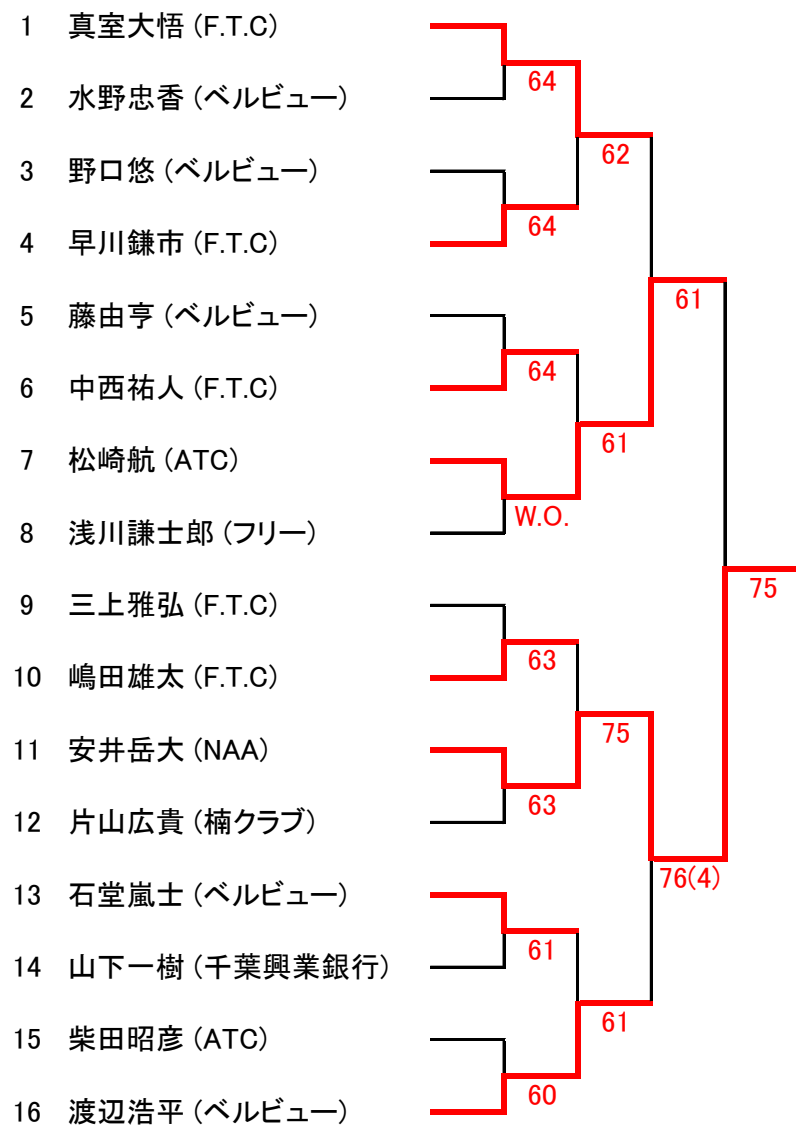 1 真室大悟 (F.T.C)
64
2 水野忠香 (ベルビュー)
62
3 野口悠 (ベルビュー)
64
4 早川鎌市 (F.T.C)
61
5 藤由亨 (ベルビュー)
64
6 中西祐人 (F.T.C)
61
7 松崎航 (ATC)
W.O.
8 浅川謙士郎 (フリー)
75
9 三上雅弘 (F.T.C)
63
10 嶋田雄太 (F.T.C)
75
11 安井岳大 (NAA)
63
12 片山広貴 (楠クラブ)
76(4)
13 石堂嵐士 (ベルビュー)
61
14 山下一樹 (千葉興業銀行)
61
15 柴田昭彦 (ATC)
60
16 渡辺浩平 (ベルビュー)